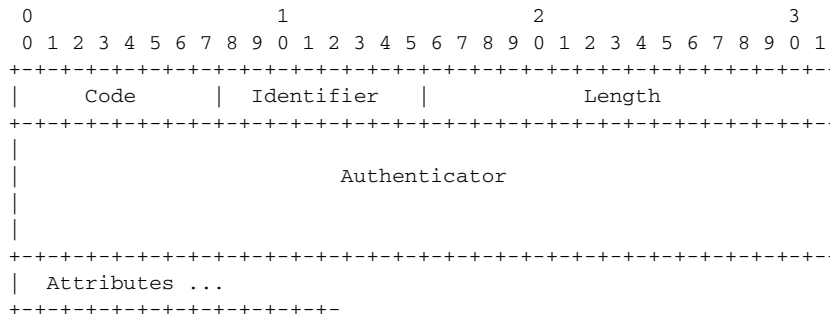 0                   1                   2                   3
 0 1 2 3 4 5 6 7 8 9 0 1 2 3 4 5 6 7 8 9 0 1 2 3 4 5 6 7 8 9 0 1
+-+-+-+-+-+-+-+-+-+-+-+-+-+-+-+-+-+-+-+-+-+-+-+-+-+-+-+-+-+-+-+-
|     Code      |  Identifier   |            Length
+-+-+-+-+-+-+-+-+-+-+-+-+-+-+-+-+-+-+-+-+-+-+-+-+-+-+-+-+-+-+-+-
|
|                         Authenticator
|
|
+-+-+-+-+-+-+-+-+-+-+-+-+-+-+-+-+-+-+-+-+-+-+-+-+-+-+-+-+-+-+-+-
|  Attributes ...
+-+-+-+-+-+-+-+-+-+-+-+-+-